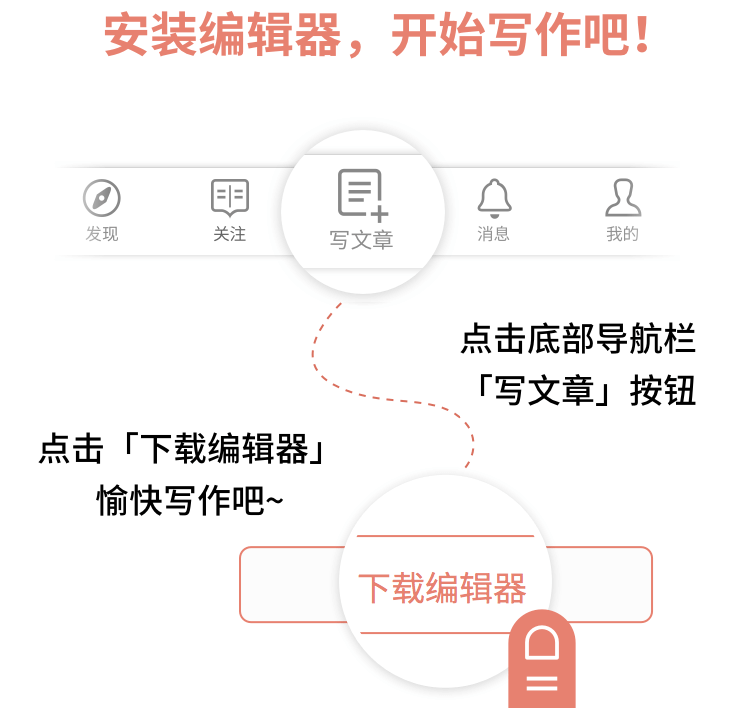 安装编辑器，开始写作吧！
发现
关注
写文章
消息
我的
点击底部导航栏
「写文章」按钮
点击「下载编辑器」
愉快写作吧~
下载编辑器